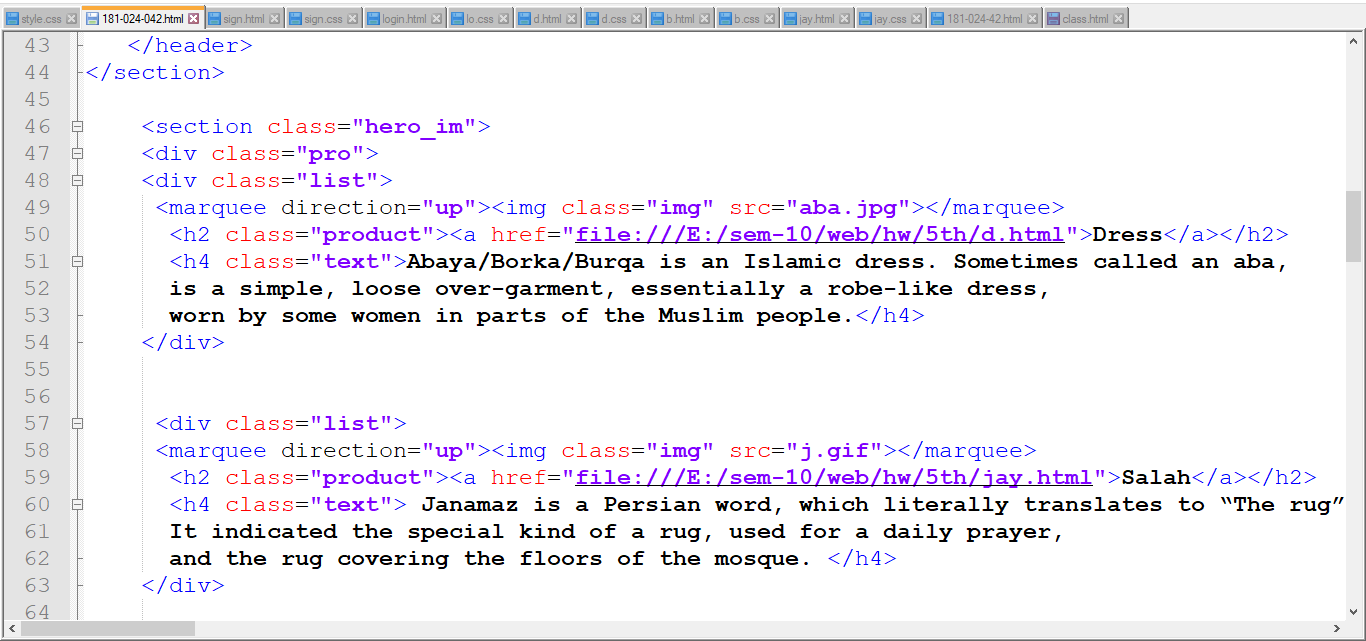 style.css 181-024-042.html sign.html sign.css login.html lo.css d.html d.css b.html b.css jay.html jay.css 181-024-42.html class.html
43 </header>
44 </section>
45
46 <section class="hero_im">
47 <div class="pro">
48 <div class="list">
49 <marquee direction="up"><img class="img" src="aba.jpg"></marquee>
50 <h2 class="product"><a href="file:///E:/sem-10/web/hw/5th/d.html">Dress</a></h2>
51 <h4 class="text">Abaya/Borka/Burqa is an Islamic dress. Sometimes called an aba,
52 is a simple, loose over-garment, essentially a robe-like dress,
53 worn by some women in parts of the Muslim people.</h4>
54 </div>
55
56
57 <div class="list">
58 <marquee direction="up"><img class="img" src="j.gif"></marquee>
59 <h2 class="product"><a href="file:///E:/sem-10/web/hw/5th/jay.html">Salah</a></h2>
60 <h4 class="text"> Janamaz is a Persian word, which literally translates to “The rug”
61 It indicated the special kind of a rug, used for a daily prayer,
62 and the rug covering the floors of the mosque. </h4>
63 </div>
64